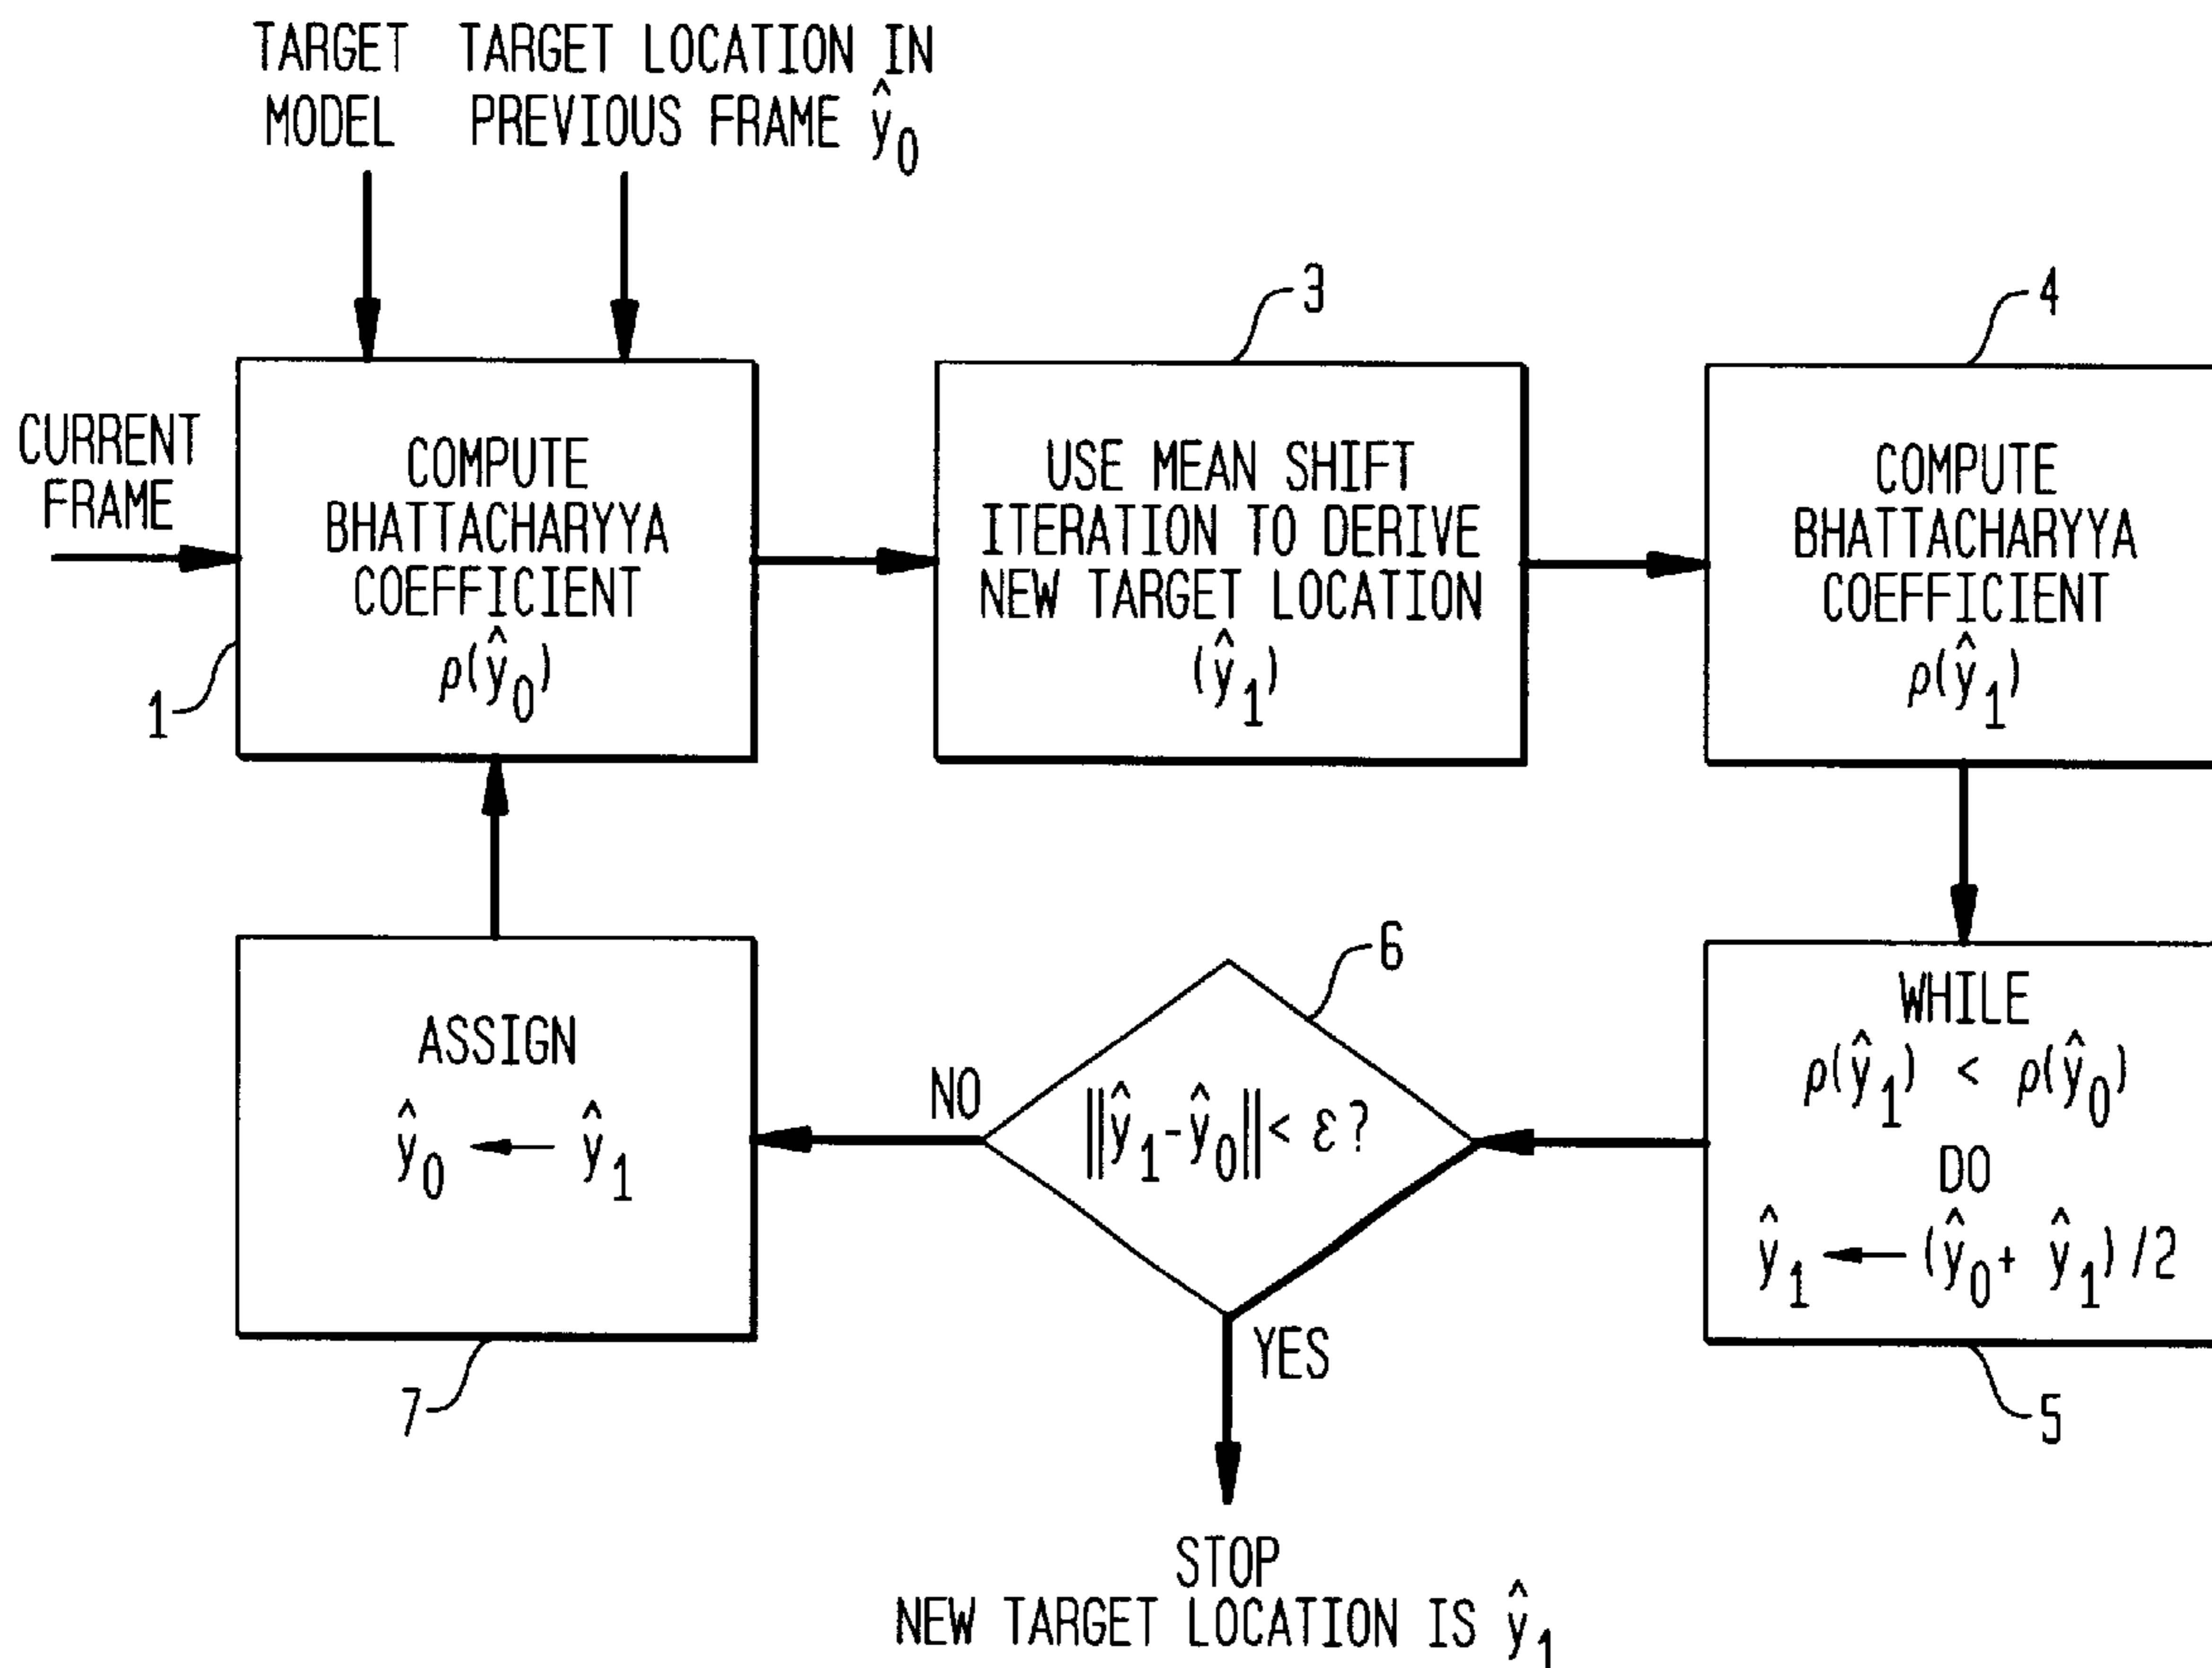 TARGET MODEL
TARGET LOCATION IN
PREVIOUS FRAME ŷ₀
CURRENT
FRAME
COMPUTE
BHATTACHARYYA
COEFFICIENT
ρ(ŷ₀)
1
3
USE MEAN SHIFT
ITERATION TO DERIVE
NEW TARGET LOCATION
(ŷ₁)
4
COMPUTE
BHATTACHARYYA
COEFFICIENT
ρ(ŷ₁)
WHILE
ρ(ŷ₁) < ρ(ŷ₀)
DO
ŷ₁ ← (ŷ₀+ ŷ₁)/2
5
6
||ŷ₁-ŷ₀||< ε?
NO
YES
ASSIGN
ŷ₀ ← ŷ₁
7
STOP
NEW TARGET LOCATION IS ŷ₁